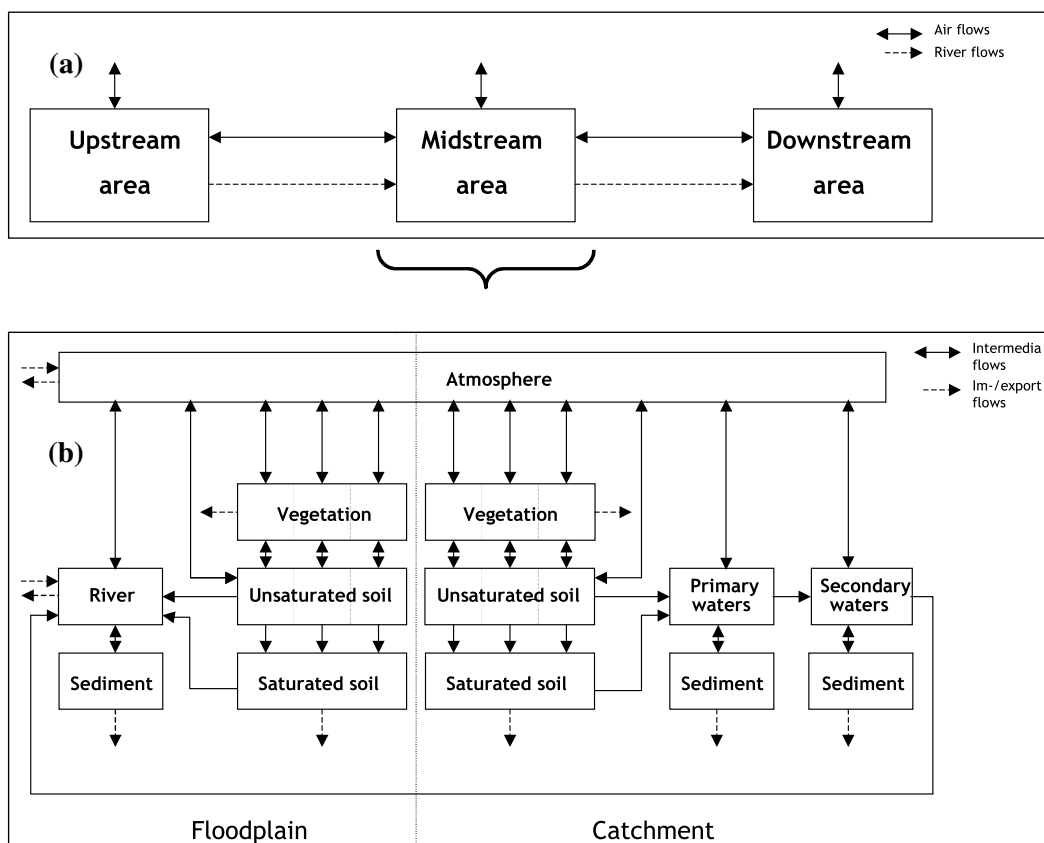 Air flows
River flows
(a)
Upstream
area
Midstream
area
Downstream
area
Intermedia
flows
Im-/export
flows
Atmosphere
(b)
Vegetation
Vegetation
River
Unsaturated soil
Unsaturated soil
Primary
waters
Secondary
waters
Sediment
Saturated soil
Saturated soil
Sediment
Sediment
Floodplain
Catchment